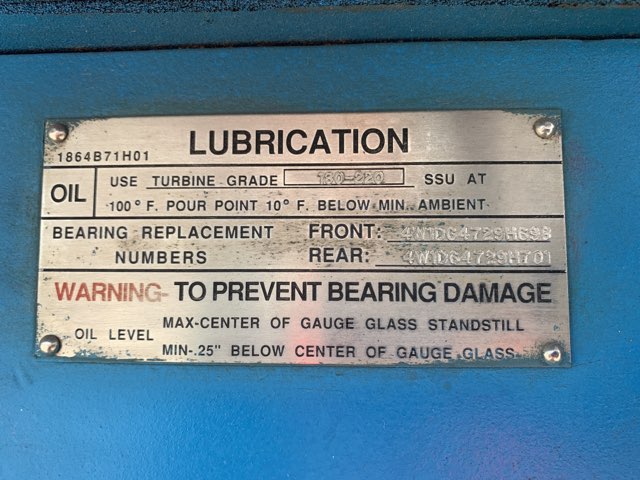 LUBRICATION
1864B71H01
OIL
USE TURBINE GRADE 180-220 SSU AT
100° F. POUR POINT 10° F. BELOW MIN. AMBIENT
BEARING REPLACEMENT NUMBERS
FRONT: 4W1D64729H698
REAR: 4W1D64729H701
WARNING- TO PREVENT BEARING DAMAGE
OIL LEVEL
MAX-CENTER OF GAUGE GLASS STANDSTILL
MIN-.25" BELOW CENTER OF GAUGE GLASS